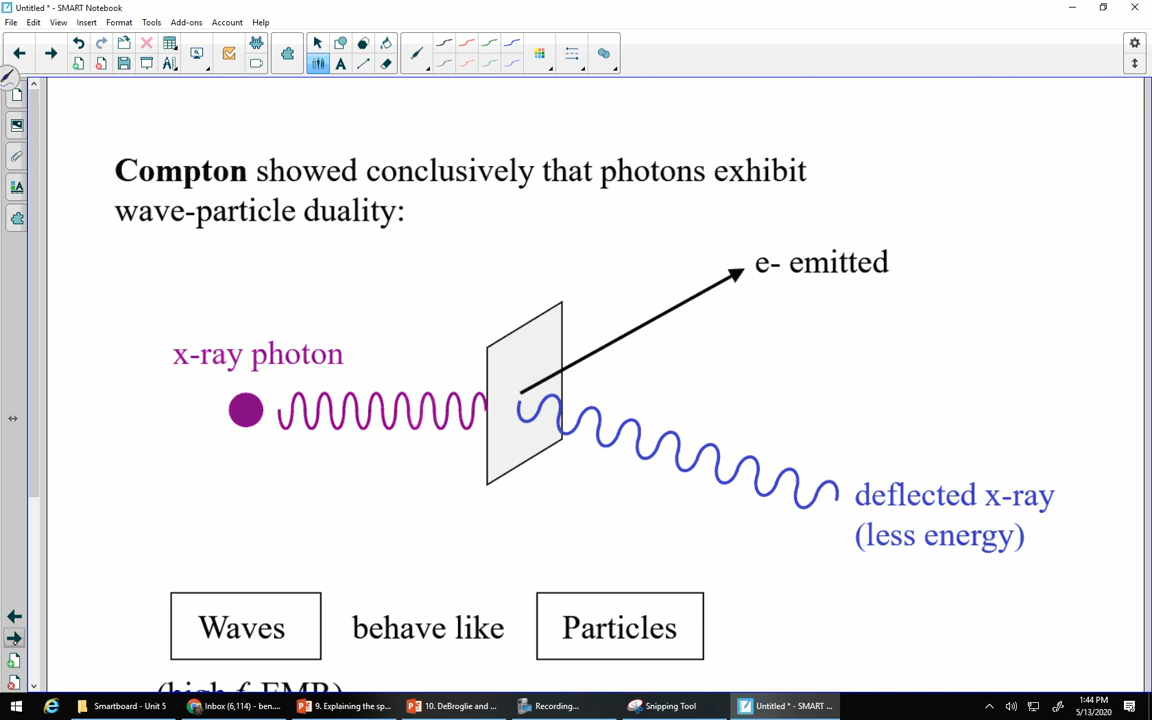 Untitled * - SMART Notebook
File Edit View Insert Format Tools Add-ons Account Help
Compton showed conclusively that photons exhibit
wave-particle duality:
e- emitted
x-ray photon
deflected x-ray
(less energy)
Waves behave like Particles
(high f EMR)
Smartboard - Unit 5
Inbox (6,114) - ben....
9. Explaining the sp...
10. DeBroglie and ...
Recording...
Snipping Tool
Untitled * - SMART ...
1:44 PM
5/13/2020